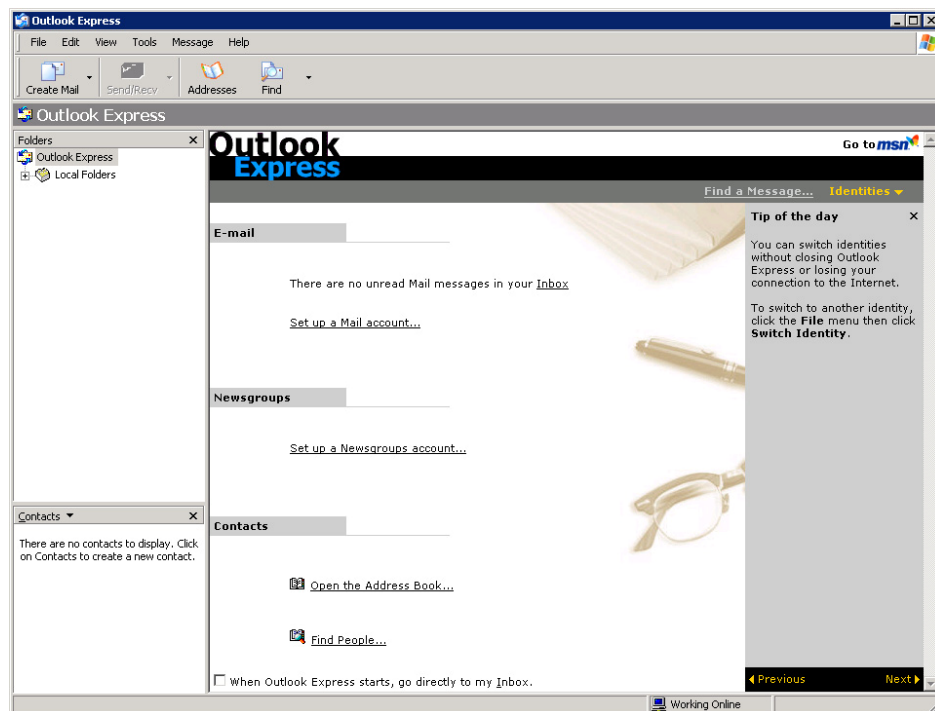 Outlook Express
File Edit View Tools Message Help
Create Mail Send/Recv Addresses Find
Outlook Express
Folders
Outlook Express
Local Folders
Contacts
There are no contacts to display. Click
on Contacts to create a new contact.
Outlook
Express
Go to msn
Find a Message... Identities
E-mail
There are no unread Mail messages in your Inbox
Set up a Mail account...
Newsgroups
Set up a Newsgroups account...
Contacts
Open the Address Book...
Find People...
When Outlook Express starts, go directly to my Inbox.
Tip of the day
You can switch identities
without closing Outlook
Express or losing your
connection to the Internet.
To switch to another identity,
click the File menu then click
Switch Identity.
Previous Next
Working Online